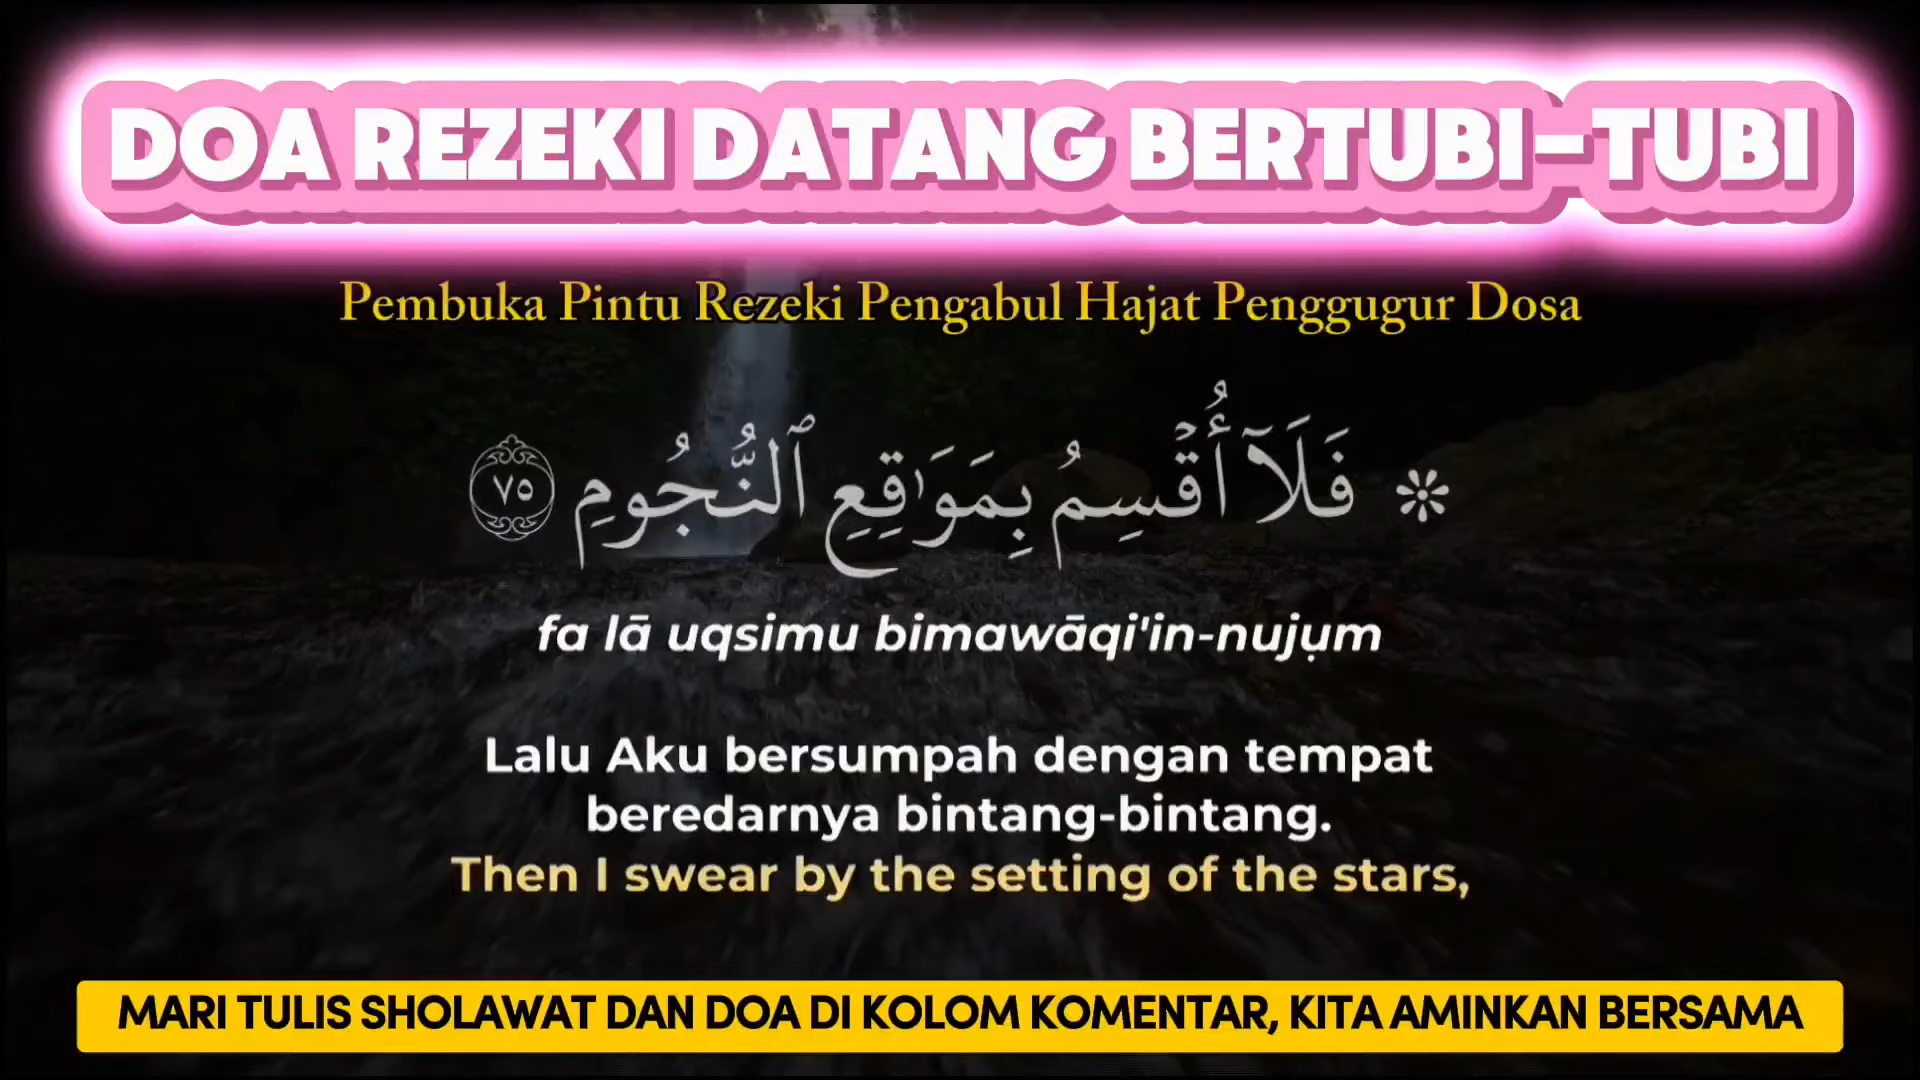 DOA REZEKI DATANG BERTUBI-TUBI
Pembuka Pintu Rezeki Pengabul Hajat Penggugur Dosa
۞ فَلَآ أُقْسِمُ بِمَوَٰقِعِ ٱلنُّجُومِ ٧٥
fa lā uqsimu bimawāqi'in-nujụm
Lalu Aku bersumpah dengan tempat
beredarnya bintang-bintang.
Then I swear by the setting of the stars,
MARI TULIS SHOLAWAT DAN DOA DI KOLOM KOMENTAR, KITA AMINKAN BERSAMA